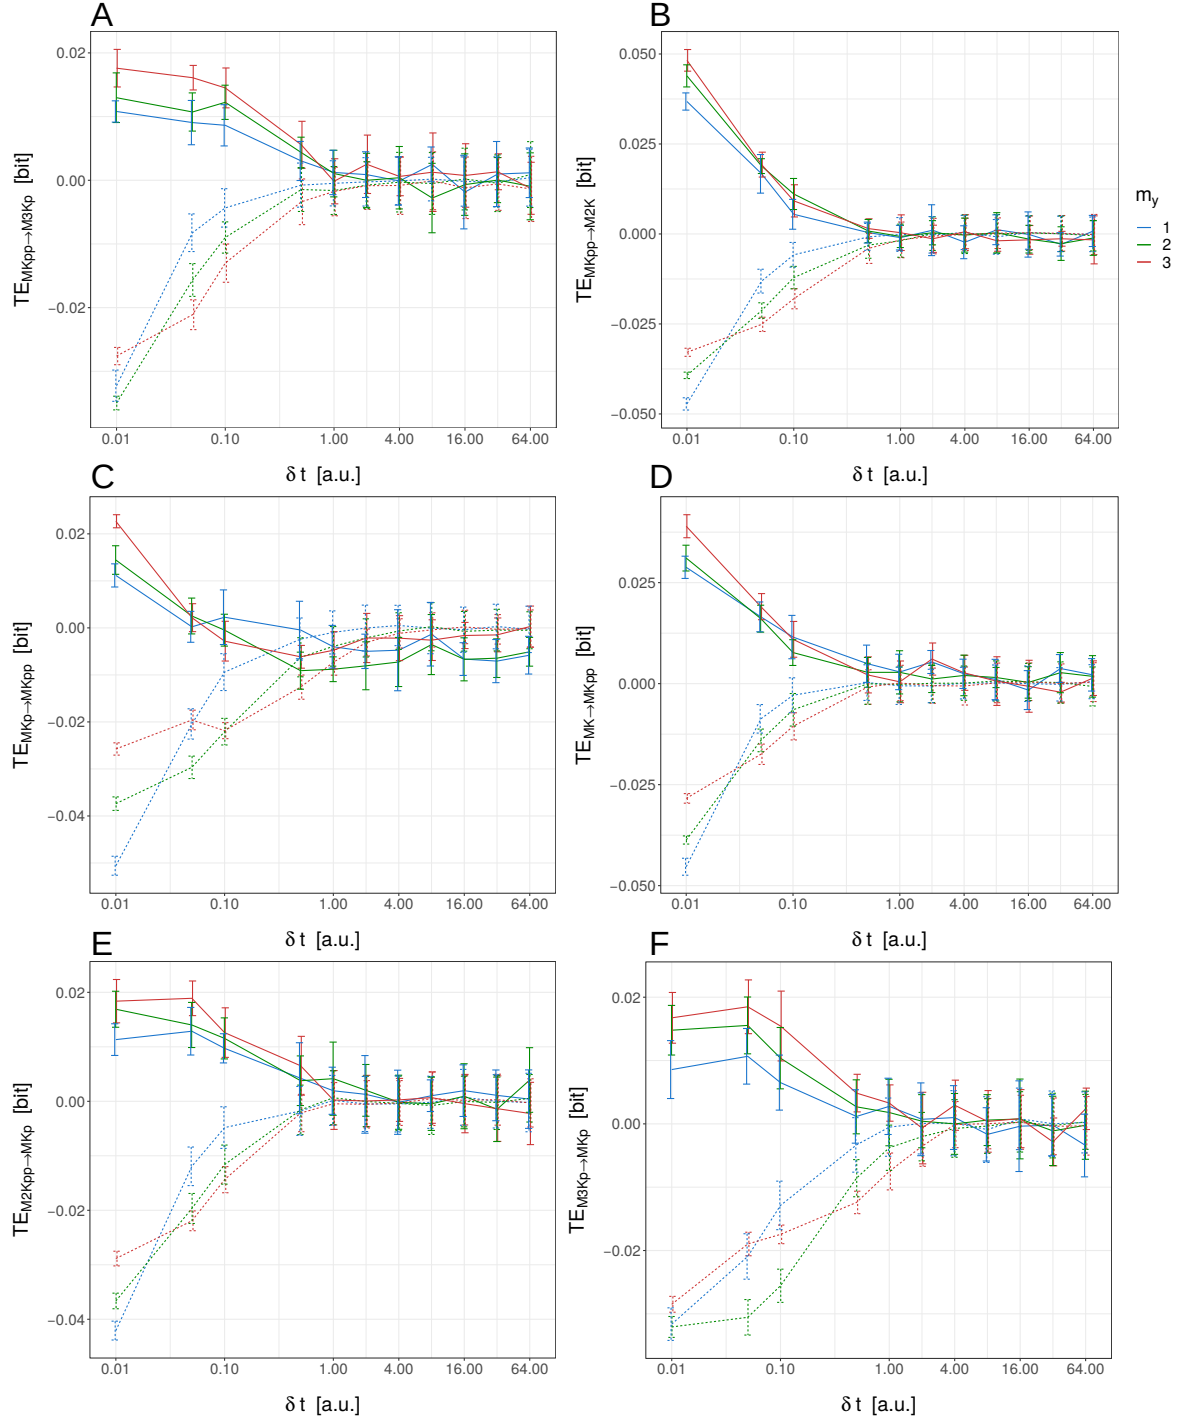 A
TE_MKpp→M3Kp [bit]
0.02
0.00
−0.02
0.01 0.10 1.00 4.00 16.00 64.00
δ t [a.u.]
B
TE_MKpp→M2K [bit]
0.050
0.025
0.000
−0.025
−0.050
0.01 0.10 1.00 4.00 16.00 64.00
δ t [a.u.]
m_y
1
2
3
C
TE_MKp→MKpp [bit]
0.02
0.00
−0.02
−0.04
0.01 0.10 1.00 4.00 16.00 64.00
δ t [a.u.]
D
TE_MK→MKpp [bit]
0.025
0.000
−0.025
−0.050
0.01 0.10 1.00 4.00 16.00 64.00
δ t [a.u.]
E
TE_M2Kpp→MKp [bit]
0.02
0.00
−0.02
−0.04
0.01 0.10 1.00 4.00 16.00 64.00
δ t [a.u.]
F
TE_M3Kp→MKp [bit]
0.02
0.00
−0.02
0.01 0.10 1.00 4.00 16.00 64.00
δ t [a.u.]